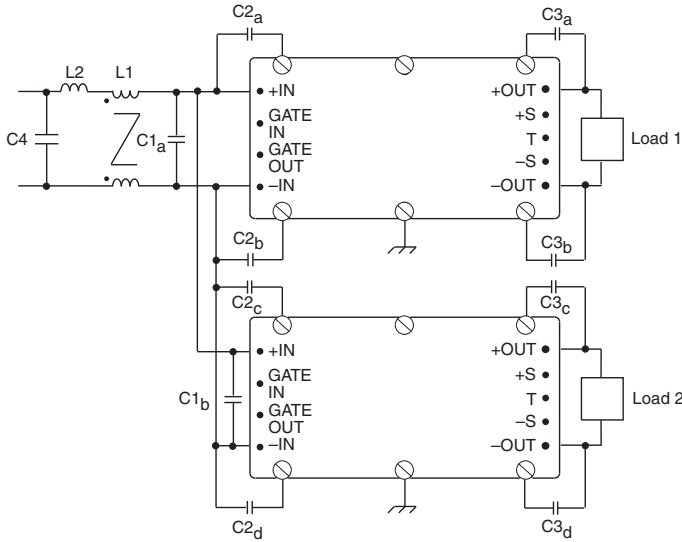 C2a
C3a
L2 L1
+IN
+OUT
C4
C1a
GATE
IN
+S
T
Load 1
GATE
OUT
–S
–IN
–OUT
C2b
C3b
C2c
C3c
+IN
+OUT
C1b
GATE
IN
+S
T
Load 2
GATE
OUT
–S
–IN
–OUT
C2d
C3d